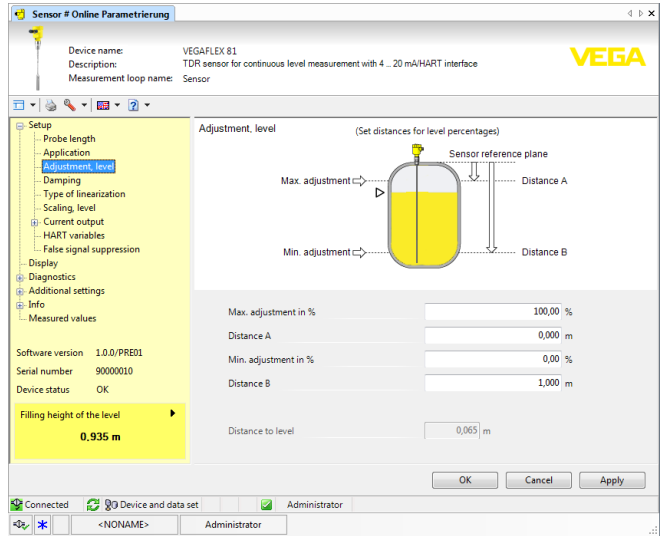 Sensor # Online Parametrierung
Device name: VEGAFLEX 81
Description: TDR sensor for continuous level measurement with 4 .. 20 mA/HART interface
Measurement loop name: Sensor
VEGA
Setup
Probe length
Application
Adjustment, level
Damping
Type of linearization
Scaling, level
Current output
HART variables
False signal suppression
Display
Diagnostics
Additional settings
Info
Measured values
Software version 1.0.0/PRE01
Serial number 90000010
Device status OK
Filling height of the level
0,935 m
Adjustment, level
(Set distances for level percentages)
Sensor reference plane
Max. adjustment
Distance A
Min. adjustment
Distance B
Max. adjustment in % 100,00 %
Distance A 0,000 m
Min. adjustment in % 0,00 %
Distance B 1,000 m
Distance to level 0,065 m
OK Cancel Apply
Connected Device and data set Administrator
<NONAME> Administrator